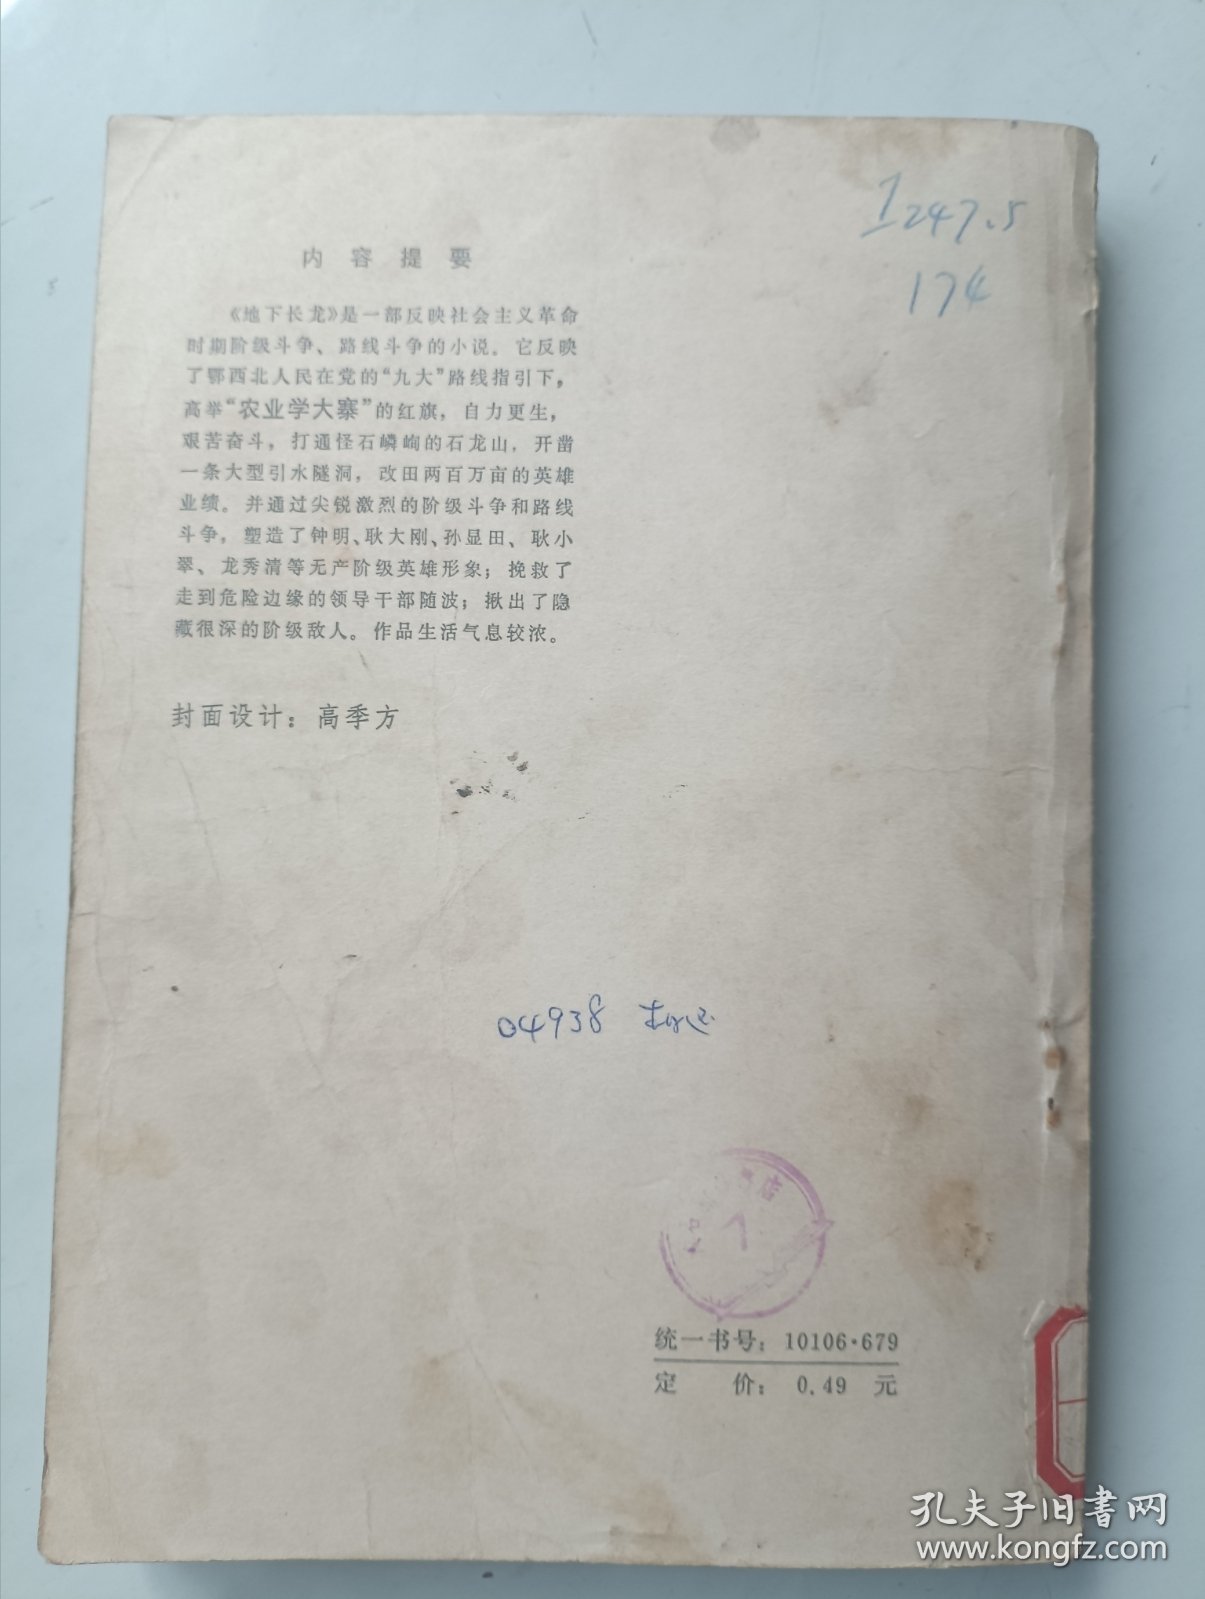 I247.5
174
内容提要
《地下长龙》是一部反映社会主义革命
时期阶级斗争、路线斗争的小说。它反映
了鄂西北人民在党的“九大”路线指引下，
高举“农业学大寨”的红旗，自力更生，
艰苦奋斗，打通怪石嶙峋的石龙山，开凿
一条大型引水隧洞，改田两百万亩的英雄
业绩。并通过尖锐激烈的阶级斗争和路线
斗争，塑造了钟明、耿大刚、孙显田、耿小
翠、龙秀清等无产阶级英雄形象；挽救了
走到危险边缘的领导干部随波；揪出了隐
藏很深的阶级敌人。作品生活气息较浓。
封面设计：高季方
04938
店
统一书号：10106·679
定价：0.49元
孔夫子旧书网
www.kongfz.com